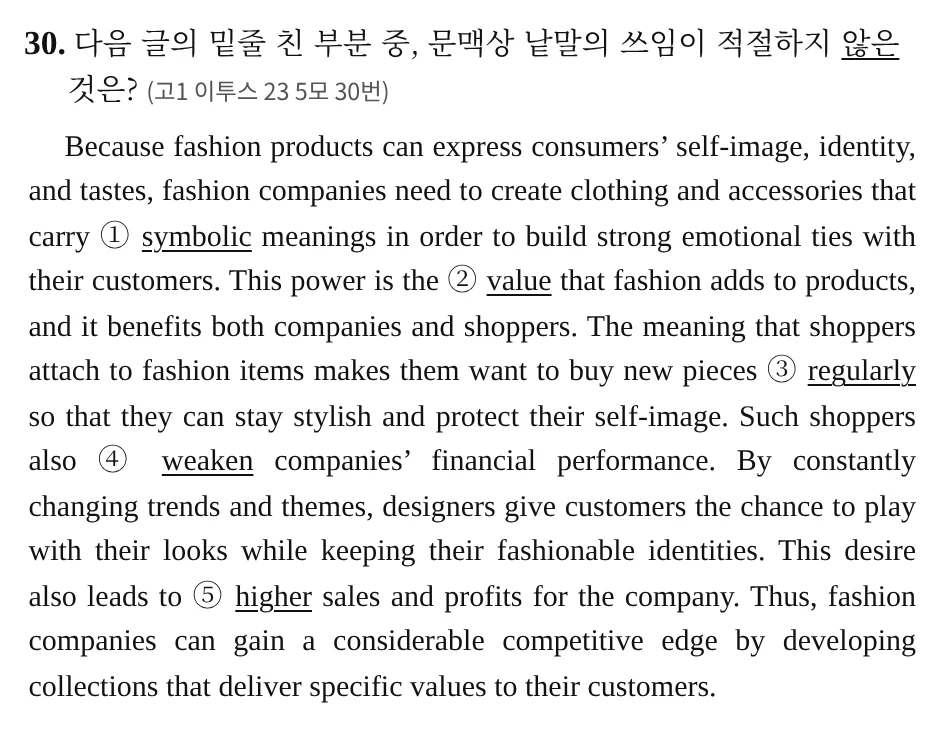 30. 다음 글의 밑줄 친 부분 중, 문맥상 낱말의 쓰임이 적절하지 않은
것은? (고1 이투스 23 5모 30번)
Because fashion products can express consumers’ self-image, identity,
and tastes, fashion companies need to create clothing and accessories that
carry ① symbolic meanings in order to build strong emotional ties with
their customers. This power is the ② value that fashion adds to products,
and it benefits both companies and shoppers. The meaning that shoppers
attach to fashion items makes them want to buy new pieces ③ regularly
so that they can stay stylish and protect their self-image. Such shoppers
also ④ weaken companies’ financial performance. By constantly
changing trends and themes, designers give customers the chance to play
with their looks while keeping their fashionable identities. This desire
also leads to ⑤ higher sales and profits for the company. Thus, fashion
companies can gain a considerable competitive edge by developing
collections that deliver specific values to their customers.